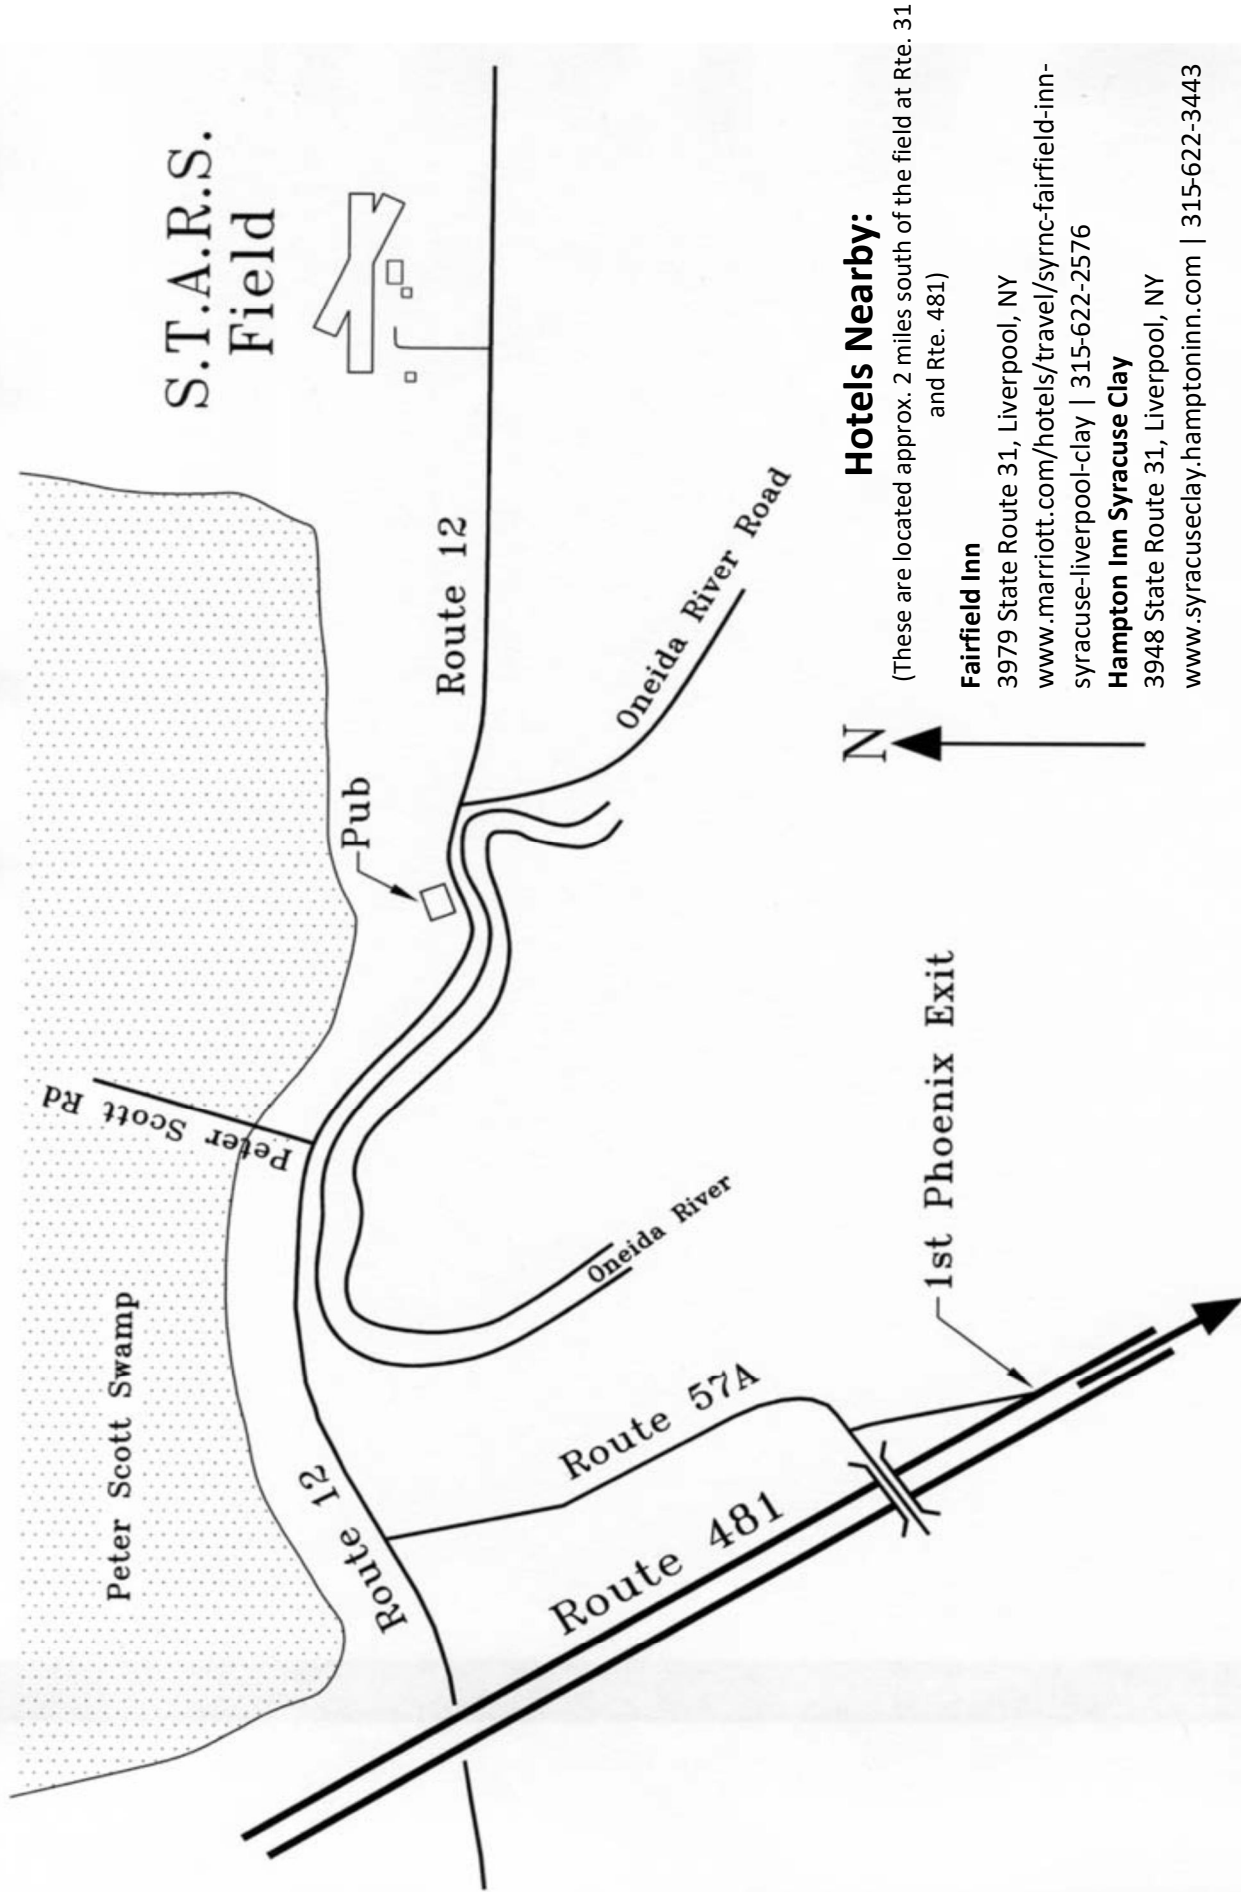 S.T.A.R.S.
Field
Peter Scott Swamp
Peter Scott Rd
Pub
Route 12
Route 12
Oneida River Road
Oneida River
Route 57A
Route 481
1st Phoenix Exit
N
Hotels Nearby:
(These are located approx. 2 miles south of the field at Rte. 31
and Rte. 481)
Fairfield Inn
3979 State Route 31, Liverpool, NY
www.marriott.com/hotels/travel/syrnc-fairfield-inn-
syracuse-liverpool-clay | 315-622-2576
Hampton Inn Syracuse Clay
3948 State Route 31, Liverpool, NY
www.syracuseclay.hamptoninn.com | 315-622-3443